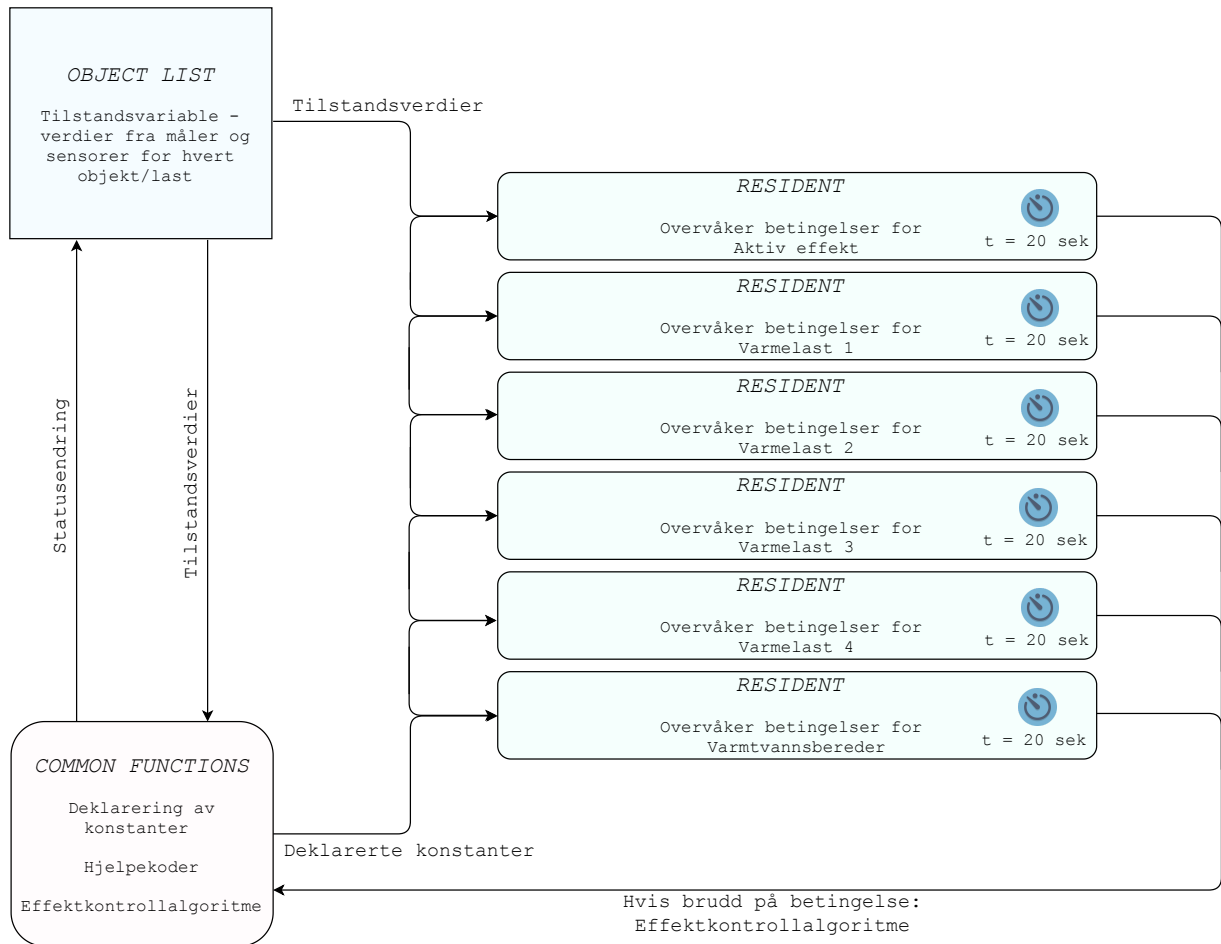 OBJECT LIST
Tilstandsvariable -
verdier fra måler og
sensorer for hvert
objekt/last
Tilstandsverdier
RESIDENT
Overvåker betingelser for
Aktiv effekt
t = 20 sek
RESIDENT
Overvåker betingelser for
Varmelast 1
t = 20 sek
RESIDENT
Overvåker betingelser for
Varmelast 2
t = 20 sek
RESIDENT
Overvåker betingelser for
Varmelast 3
t = 20 sek
RESIDENT
Overvåker betingelser for
Varmelast 4
t = 20 sek
RESIDENT
Overvåker betingelser for
Varmtvannsbereder
t = 20 sek
Statusendring
Tilstandsverdier
COMMON FUNCTIONS
Deklarering av
konstanter
Hjelpekoder
Effektkontrollalgoritme
Deklarerte konstanter
Hvis brudd på betingelse:
Effektkontrollalgoritme